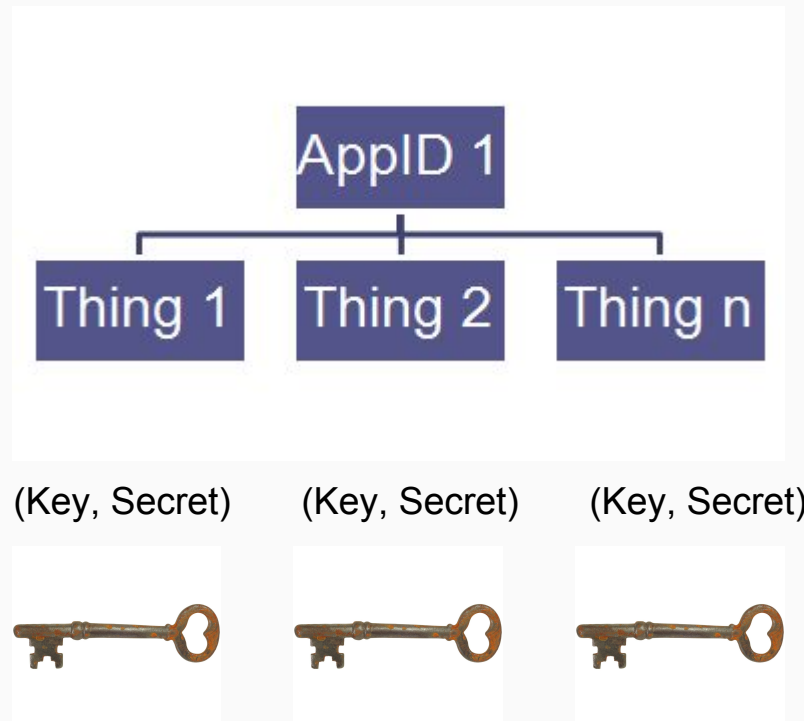 AppID 1
Thing 1 Thing 2 Thing n
(Key, Secret) (Key, Secret) (Key, Secret)